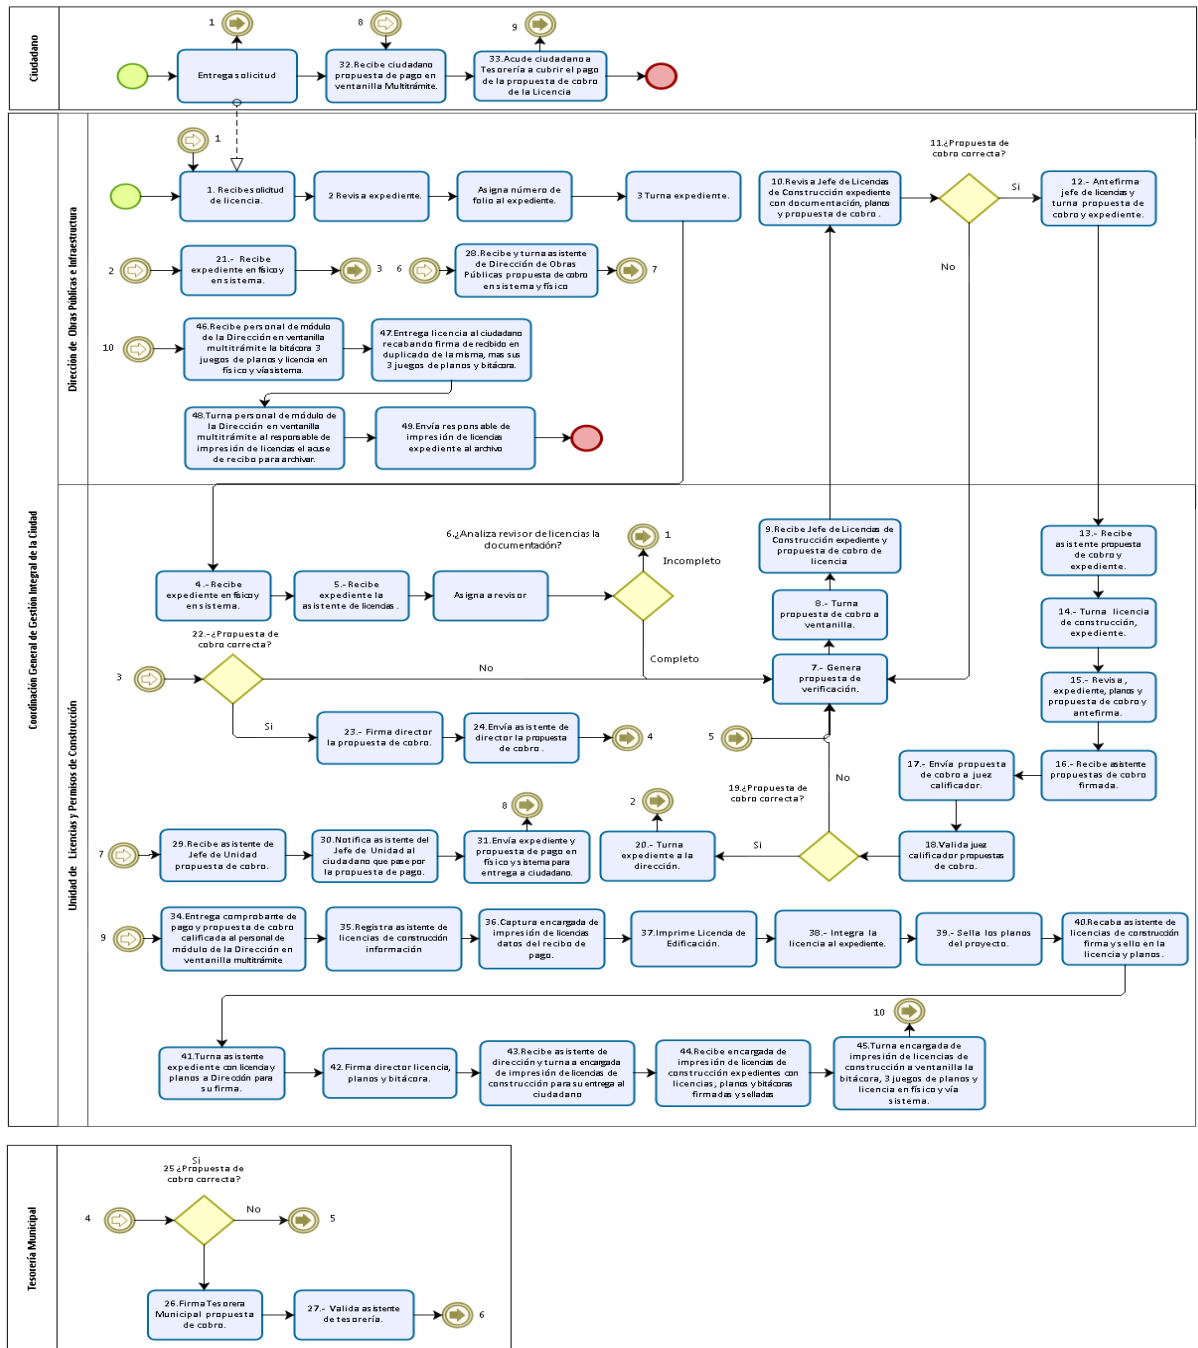 Ciudadano
1
8
9
Entrega solicitud
32.Recibe ciudadano
propuesta de pago en
ventanilla Multitrámite.
33.Acude ciudadano a
Tesorería a cubrir el pago
de la propuesta de cobro
de la Licencia
Coordinación General de Gestión Integral de la Ciudad
Dirección de Obras Públicas e Infraestructura
1
1. Recibe solicitud
de licencia.
2 Revisa expediente.
Asigna número de
folio al expediente.
3 Turna expediente.
10.Revisa Jefe de Licencias
de Construcción expediente
con documentación, planos
y propuesta de cobro .
11.¿Propuesta de
cobro correcta?
Si
No
12.- Antefirma
jefe de licencias y
turna propuesta de
cobro y expediente.
2
21.- Recibe
expediente en físico y
en sistema.
3
6
28.Recibe y turna asistente
de Dirección de Obras
Públicas propuesta de cobro
en sistema y físico
7
10
46.Recibe personal de módulo
de la Dirección en ventanilla
multitrámite la bitácora 3
juegos de planos y licencia en
físico y vía sistema.
47.Entrega licencia al ciudadano
recabando firma de recibido en
duplicado de la misma, mas sus
3 juegos de planos y bitácora.
48.Turna personal de módulo de
la Dirección en ventanilla
multitrámite al responsable de
impresión de licencias el acuse
de recibo para archivar.
49.Envía responsable de
impresión de licencias
expediente al archivo
Unidad de Licencias y Permisos de Construcción
4 .- Recibe
expediente en físico y
en sistema.
5.- Recibe
expediente la
asistente de licencias .
Asigna a revisor
6.¿Analiza revisor de licencias la
documentación?
1
Incompleto
Completo
9.Recibe Jefe de Licencias de
Construcción expediente y
propuesta de cobro de
licencia
8.- Turna
propuesta de cobro a
ventanilla.
7.- Genera
propuesta de
verificación.
13.- Recibe
asistente propuesta
de cobro y
expediente.
14.- Turna licencia
de construcción,
expediente.
15.- Revisa ,
expediente, planos y
propuesta de cobro y
antefirma.
16.- Recibe asistente
propuestas de cobro
firmada.
17.- Envía propuesta
de cobro a juez
calificador.
18.Valida juez
calificador propuestas
de cobro.
22.-¿Propuesta de
cobro correcta?
3
No
Si
23.- Firma director
la propuesta de cobro.
24.Envía asistente de
director la propuesta
de cobro .
4
5
No
19.¿Propuesta de
cobro correcta?
Si
2
20.- Turna
expediente a la
dirección.
7
29.Recibe asistente de
Jefe de Unidad
propuesta de cobro.
30.Notifica asistente del
Jefe de Unidad al
ciudadano que pase por
la propuesta de pago.
8
31.Envía expediente y
propuesta de pago en
físico y sistema para
entrega a ciudadano.
9
34.Entrega comprobante de
pago y propuesta de cobro
calificada al personal de
módulo de la Dirección en
ventanilla multitrámite
35.Registra asistente de
licencias de construcción
información
36.Captura encargada de
impresión de licencias
datos del recibo de
pago.
37.Imprime Licencia de
Edificación.
38.- Integra la
licencia al expediente.
39.- Sella los planos
del proyecto.
40.Recaba asistente de
licencias de construcción
firma y sello en la
licencia y planos.
41.Turna asistente
expediente con licencia y
planos a Dirección para
su firma.
42.Firma director licencia,
planos y bitácora.
43.Recibe asistente de
dirección y turna a encargada
de impresión de licencias de
construcción para su entrega al
ciudadano
44.Recibe encargada de
impresión de licencias de
construcción expedientes con
licencias, planos y bitácoras
firmadas y selladas
10
45.Turna encargada de
impresión de licencias de
construcción a ventanilla la
bitácora, 3 juegos de planos y
licencia en físico y vía
sistema.
Tesorería Municipal
Si
25 ¿Propuesta de
cobro correcta?
4
No
5
26.Firma Tesorera
Municipal propuesta
de cobro.
27.- Valida asistente
de tesorería.
6